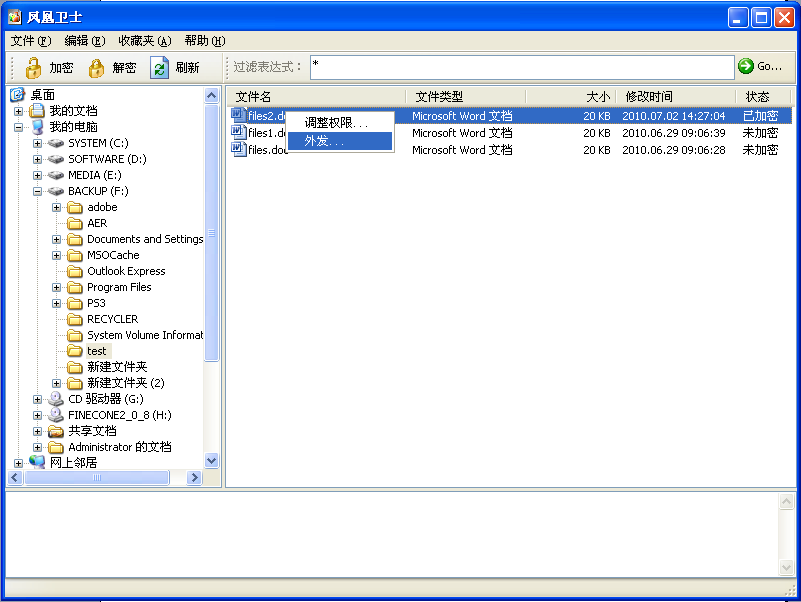 凤凰卫士
文件(F) 编辑(E) 收藏夹(A) 帮助(H)
加密 解密 刷新 过滤表达式： * Go...
桌面
我的文档
我的电脑
SYSTEM (C:)
SOFTWARE (D:)
MEDIA (E:)
BACKUP (F:)
adobe
AER
Documents and Settings
MSOCache
Outlook Express
Program Files
PS3
RECYCLER
System Volume Informat
test
新建文件夹
新建文件夹 (2)
CD 驱动器 (G:)
FINECONE2_0_8 (H:)
共享文档
Administrator 的文档
网上邻居
文件名 文件类型 大小 修改时间 状态
files2.do Microsoft Word 文档 20 KB 2010.07.02 14:27:04 已加密
files1.do Microsoft Word 文档 20 KB 2010.06.29 09:06:39 未加密
files.doc Microsoft Word 文档 20 KB 2010.06.29 09:06:28 未加密
调整权限...
外发...